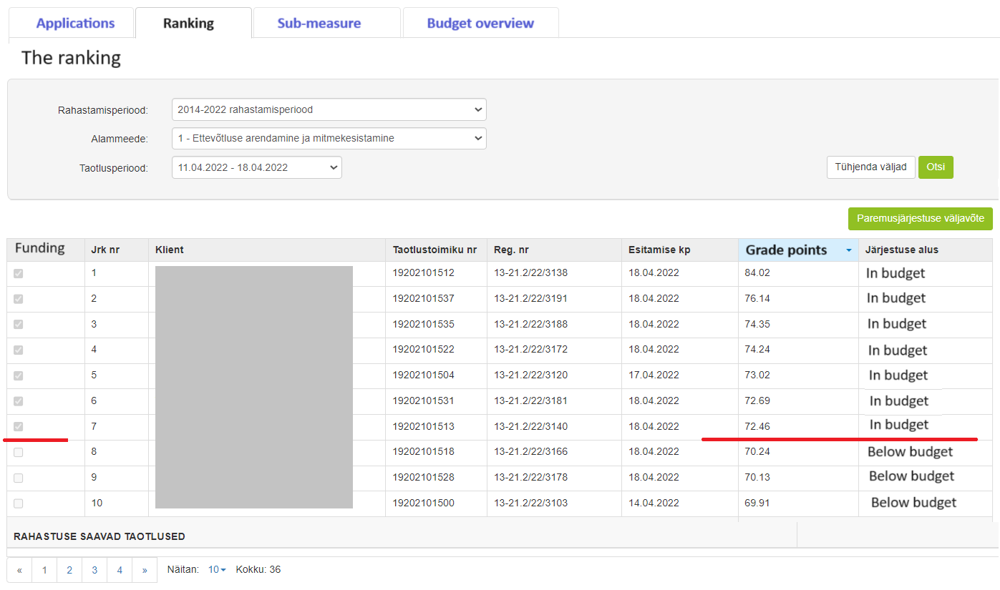 Applications Ranking Sub-measure Budget overview
The ranking
Rahastamisperiood: 2014-2022 rahastamisperiood
Alammeede: 1 - Ettevõtluse arendamine ja mitmekesistamine
Taotlusperiood: 11.04.2022 - 18.04.2022 Tühjenda väljad Otsi
Paremusjärjestuse väljavõte
Funding Jrk nr Klient Taotlustoimiku nr Reg. nr Esitamise kp Grade points Järjestuse alus
1 19202101512 13-21.2/22/3138 18.04.2022 84.02 In budget
2 19202101537 13-21.2/22/3191 18.04.2022 76.14 In budget
3 19202101535 13-21.2/22/3188 18.04.2022 74.35 In budget
4 19202101522 13-21.2/22/3172 18.04.2022 74.24 In budget
5 19202101504 13-21.2/22/3120 17.04.2022 73.02 In budget
6 19202101531 13-21.2/22/3181 18.04.2022 72.69 In budget
7 19202101513 13-21.2/22/3140 18.04.2022 72.46 In budget
8 19202101518 13-21.2/22/3166 18.04.2022 70.24 Below budget
9 19202101528 13-21.2/22/3178 18.04.2022 70.13 Below budget
10 19202101500 13-21.2/22/3103 14.04.2022 69.91 Below budget
RAHASTUSE SAAVAD TAOTLUSED
« 1 2 3 4 » Näitan: 10 Kokku: 36